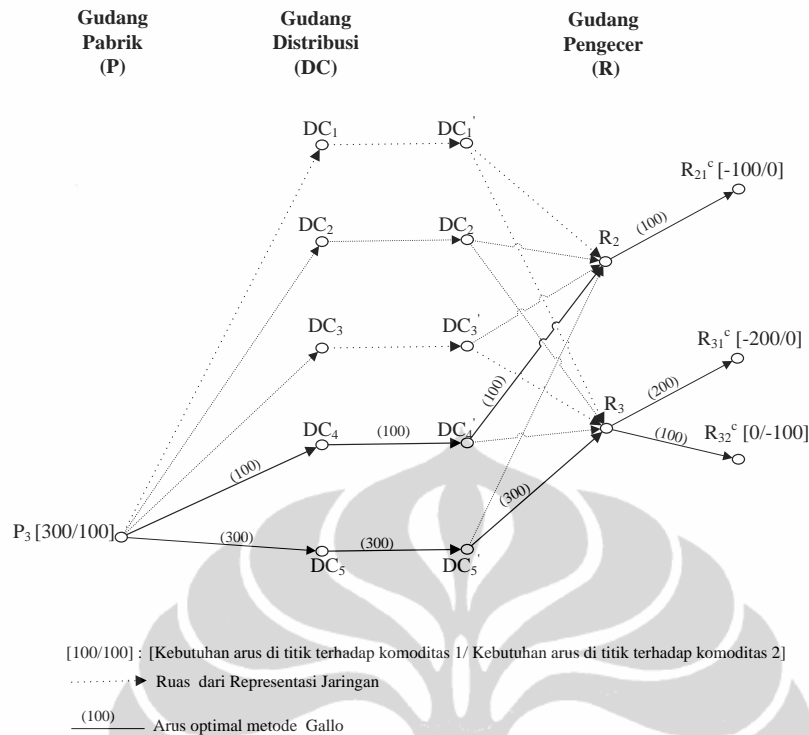 Gudang Pabrik (P)
Gudang Distribusi (DC)
Gudang Pengecer (R)
DC₁
DC₁'
R₂₁ᶜ [-100/0]
(100)
DC₂
DC₂
R₂
DC₃
DC₃'
(100)
R₃₁ᶜ [-200/0]
(200)
R₃
DC₄
(100)
DC₄'
(100)
R₃₂ᶜ [0/-100]
(100)
(300)
P₃ [300/100]
(300)
DC₅
(300)
DC₅'
[100/100] : [Kebutuhan arus di titik terhadap komoditas 1/ Kebutuhan arus di titik terhadap komoditas 2]
Ruas dari Representasi Jaringan
(100)
Arus optimal metode Gallo